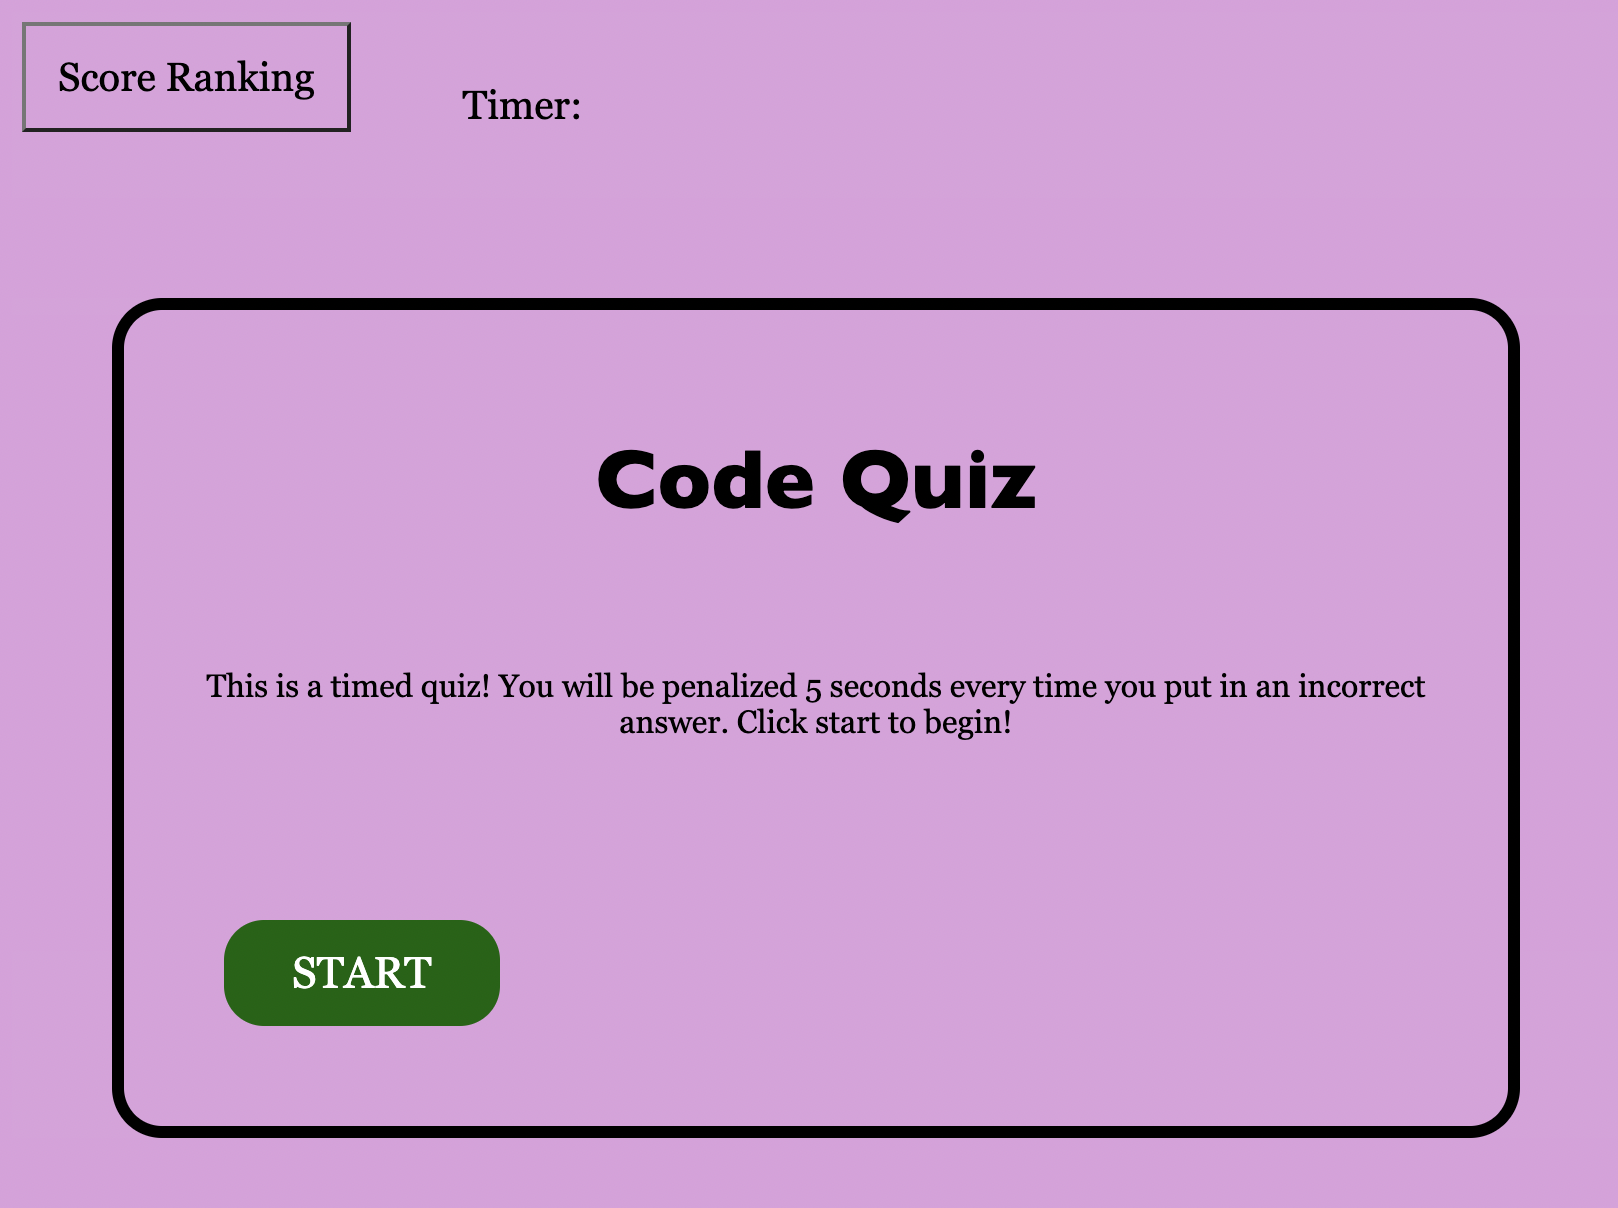 Score Ranking
Timer:
Code Quiz
This is a timed quiz! You will be penalized 5 seconds every time you put in an incorrect
answer. Click start to begin!
START